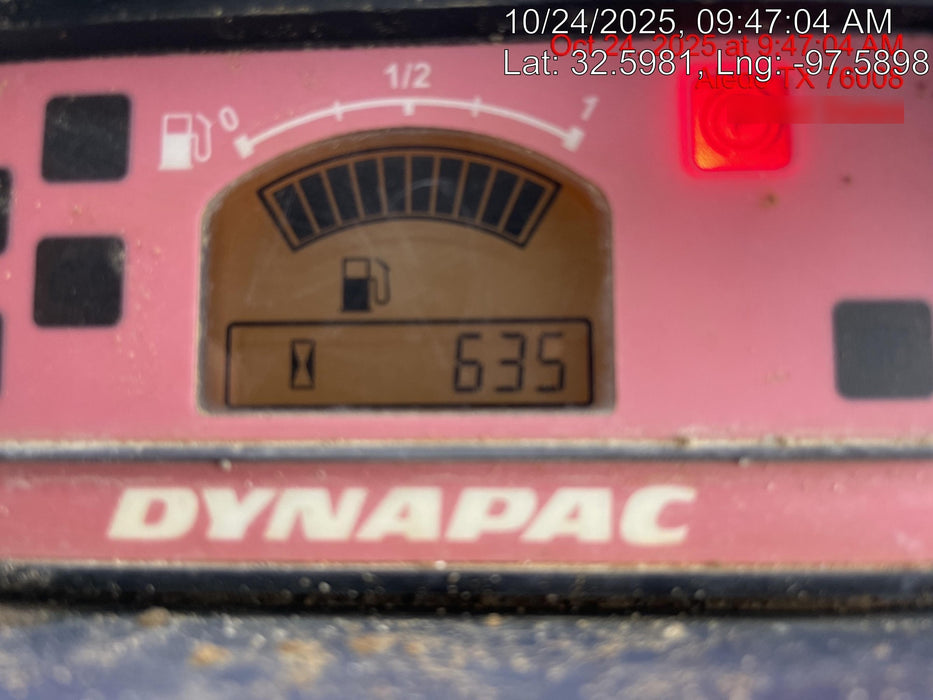 10/24/2025, 09:47:04 AM
Oct 24, 2025 at 9:47:04 AM
Lat: 32.5981, Lng: -97.5898
Aledo TX 76008
0
1/2
1
635
DYNAPAC